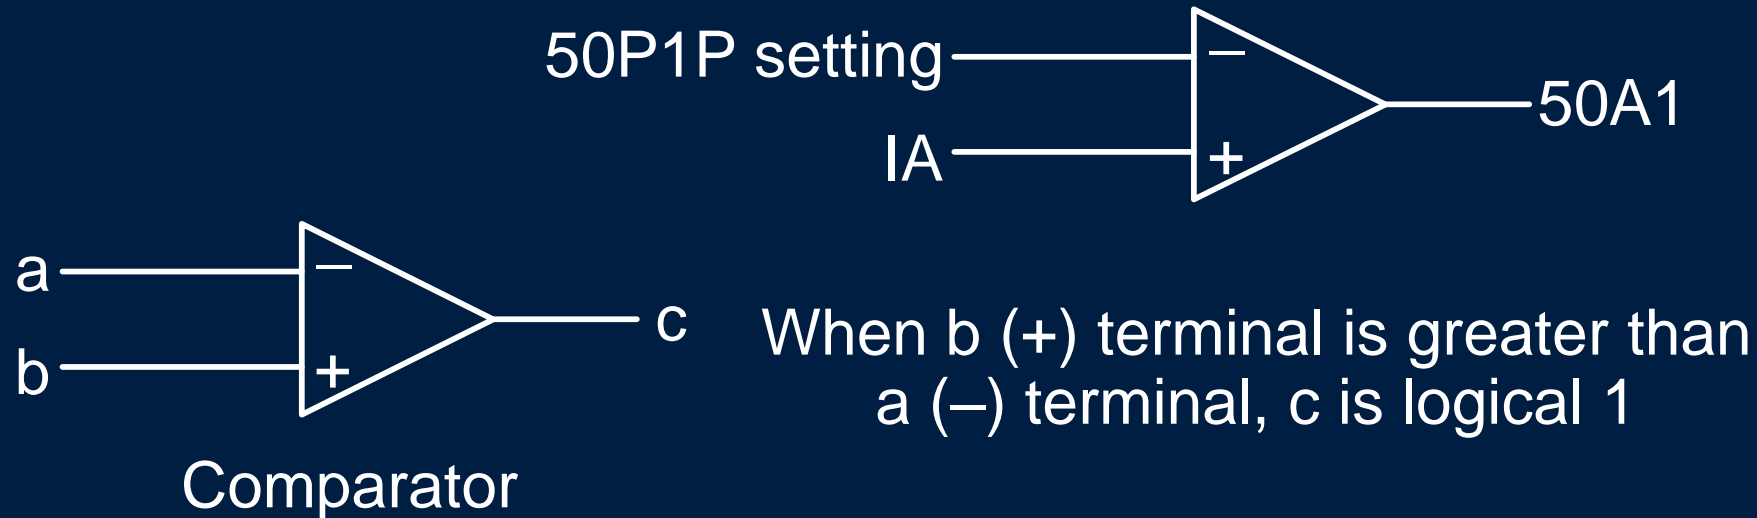 50P1P setting
–
50A1
IA
+
a
–
c
b
+
When b (+) terminal is greater than
a (–) terminal, c is logical 1
Comparator